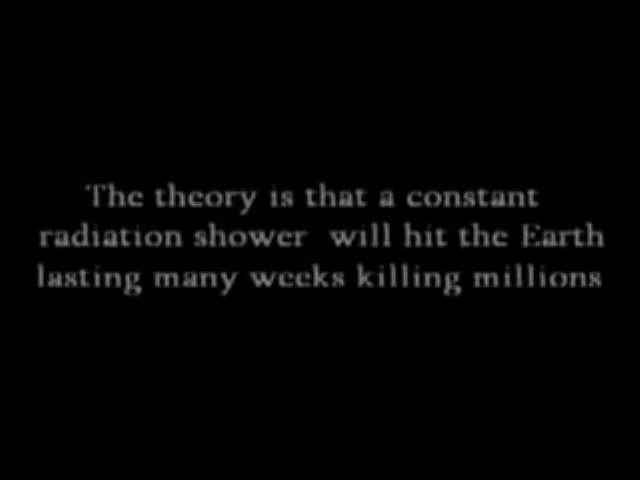 The theory is that a constant
radiation shower will hit the Earth
lasting many weeks killing millions